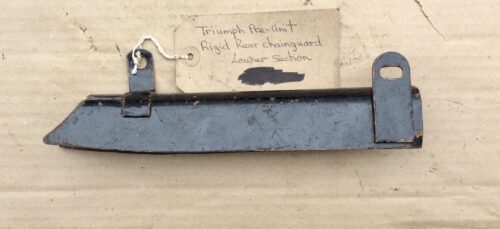 Triumph Pre-Unit
Rigid Rear Chainguard
Lower Section